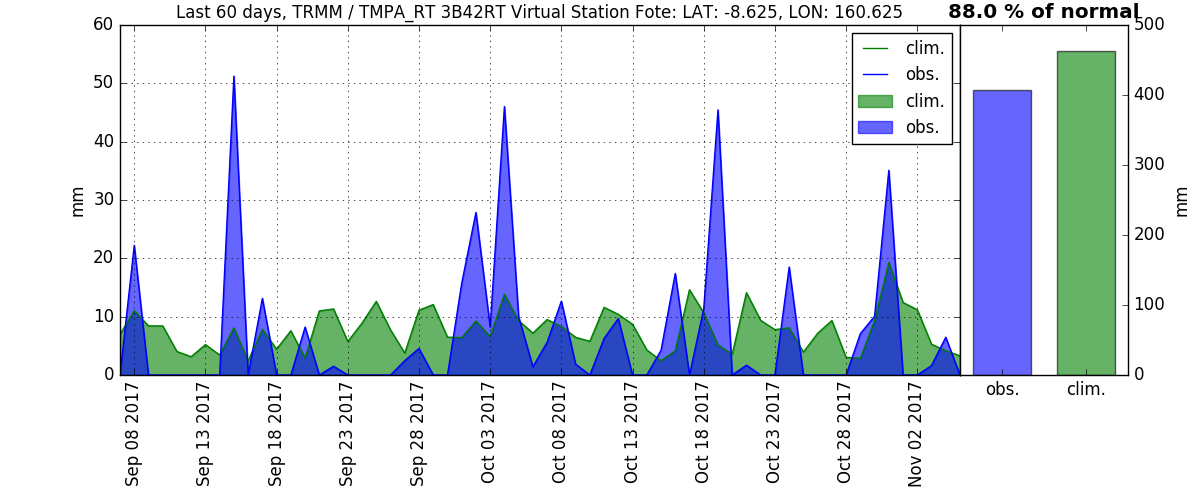 Last 60 days, TRMM / TMPA_RT 3B42RT Virtual Station Fote: LAT: -8.625, LON: 160.625
88.0 % of normal
60
50
40
30
20
10
0
mm
clim.
obs.
clim.
obs.
Sep 08 2017
Sep 13 2017
Sep 18 2017
Sep 23 2017
Sep 28 2017
Oct 03 2017
Oct 08 2017
Oct 13 2017
Oct 18 2017
Oct 23 2017
Oct 28 2017
Nov 02 2017
500
400
300
200
100
0
mm
obs.
clim.